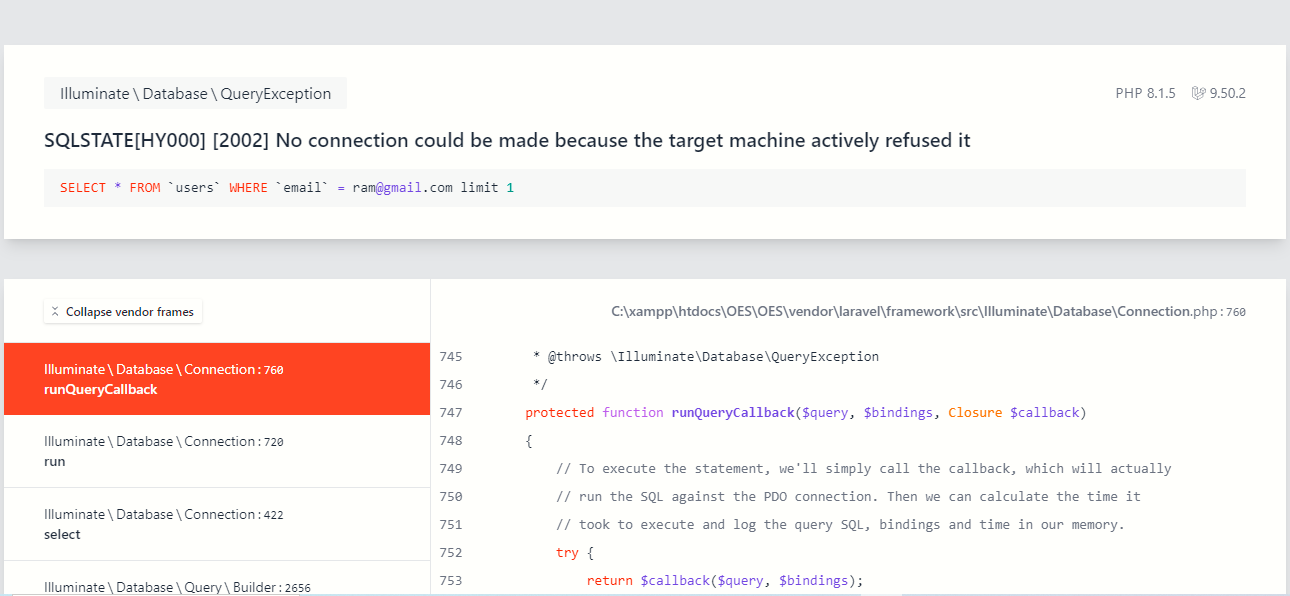 Illuminate \ Database \ QueryException
PHP 8.1.5 9.50.2
SQLSTATE[HY000] [2002] No connection could be made because the target machine actively refused it
SELECT * FROM `users` WHERE `email` = ram@gmail.com limit 1
Collapse vendor frames
Illuminate \ Database \ Connection : 760
runQueryCallback
Illuminate \ Database \ Connection : 720
run
Illuminate \ Database \ Connection : 422
select
Illuminate \ Database \ Query \ Builder : 2656
C:\xampp\htdocs\OES\OES\vendor\laravel\framework\src\Illuminate\Database\Connection.php : 760
745 * @throws \Illuminate\Database\QueryException
746 */
747 protected function runQueryCallback($query, $bindings, Closure $callback)
748 {
749 // To execute the statement, we'll simply call the callback, which will actually
750 // run the SQL against the PDO connection. Then we can calculate the time it
751 // took to execute and log the query SQL, bindings and time in our memory.
752 try {
753 return $callback($query, $bindings);